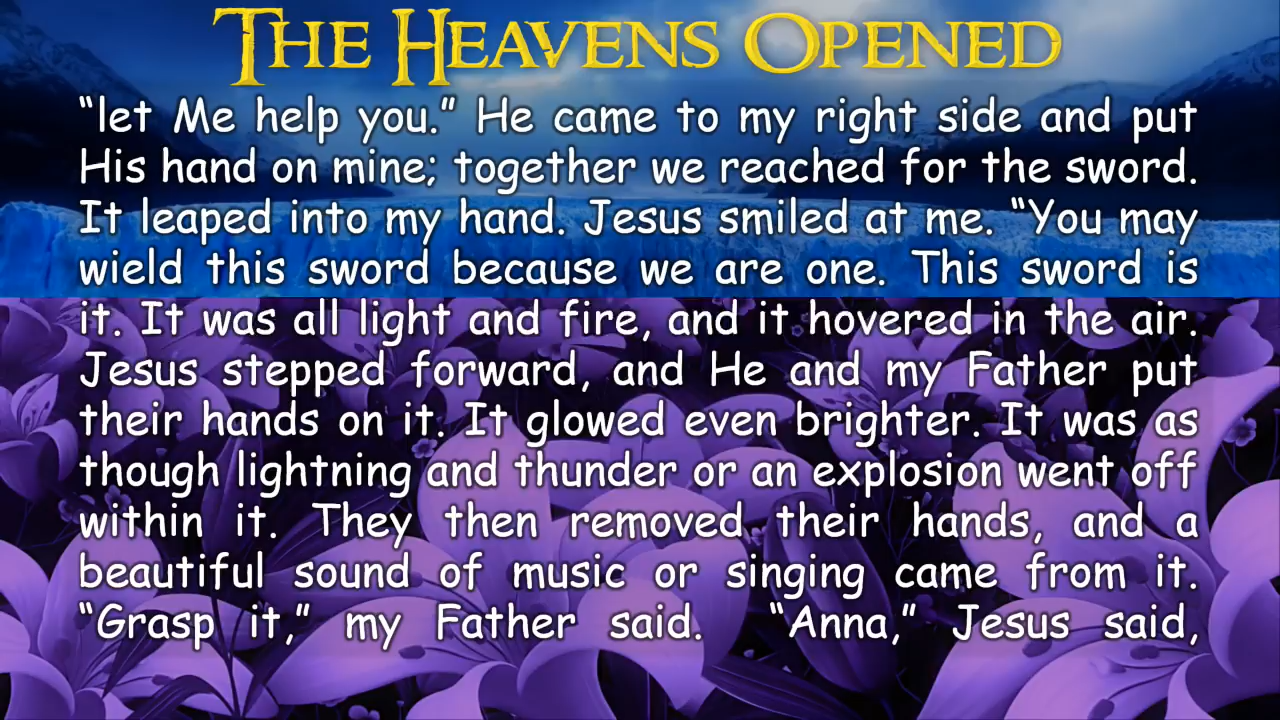 THE HEAVENS OPENED
“let Me help you.” He came to my right side and put
His hand on mine; together we reached for the sword.
It leaped into my hand. Jesus smiled at me. “You may
wield this sword because we are one. This sword is
it. It was all light and fire, and it hovered in the air.
Jesus stepped forward, and He and my Father put
their hands on it. It glowed even brighter. It was as
though lightning and thunder or an explosion went off
within it. They then removed their hands, and a
beautiful sound of music or singing came from it.
“Grasp it,” my Father said. “Anna,” Jesus said,